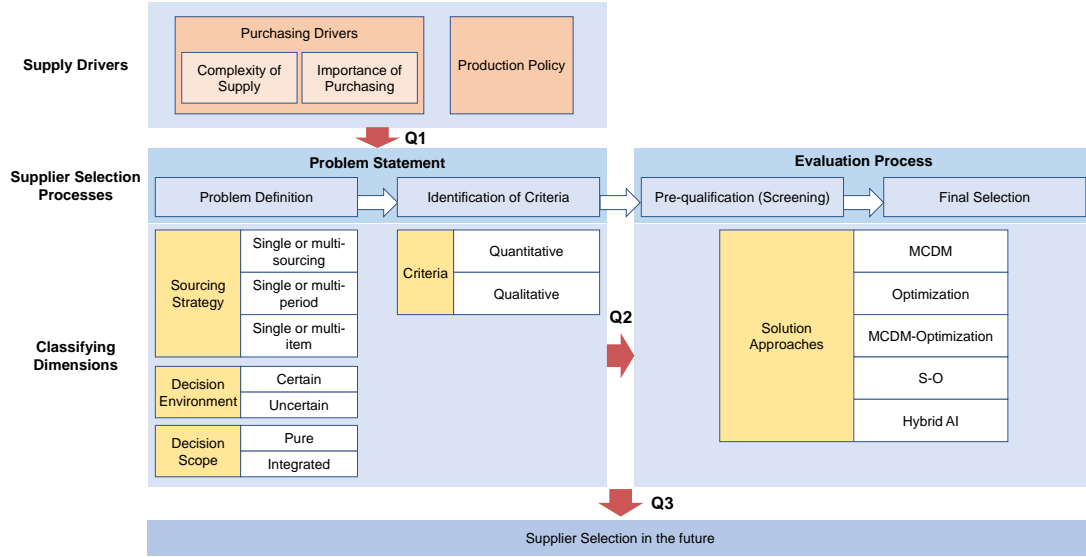 Supply Drivers
Purchasing Drivers
Complexity of
Supply
Importance of
Purchasing
Production Policy
Q1
Supplier Selection
Processes
Problem Statement
Problem Definition
Identification of Criteria
Evaluation Process
Pre-qualification (Screening)
Final Selection
Classifying
Dimensions
Sourcing
Strategy
Single or multi-
sourcing
Single or multi-
period
Single or multi-
item
Decision
Environment
Certain
Uncertain
Decision
Scope
Pure
Integrated
Criteria
Quantitative
Qualitative
Q2
Solution
Approaches
MCDM
Optimization
MCDM-Optimization
S-O
Hybrid AI
Q3
Supplier Selection in the future